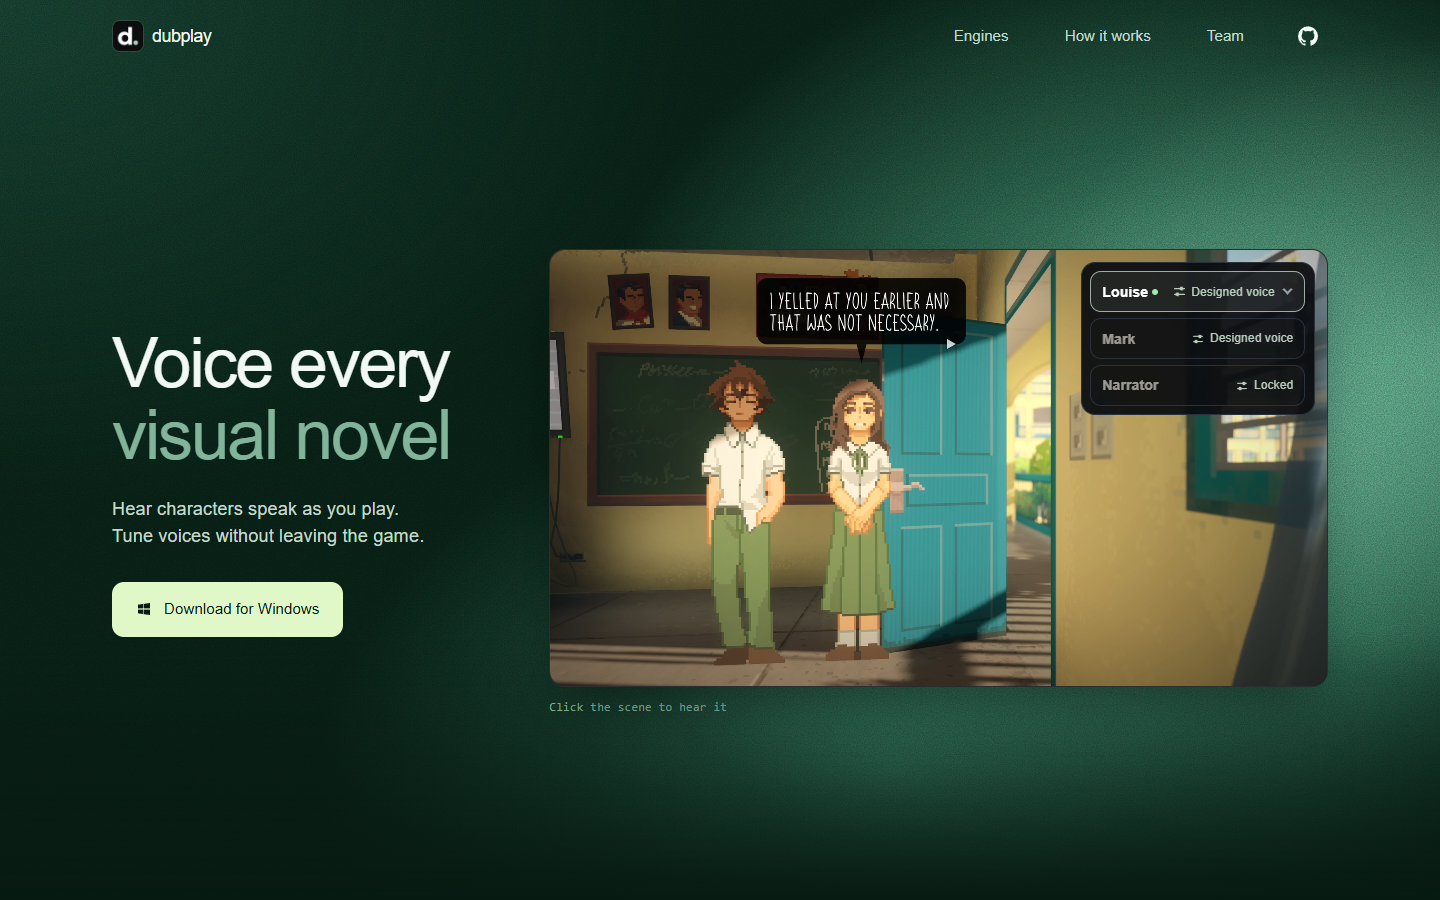 d. dubplay
Engines
How it works
Team
Voice every
visual novel
Hear characters speak as you play.
Tune voices without leaving the game.
Download for Windows
I YELLED AT YOU EARLIER AND
THAT WAS NOT NECESSARY.
Louise
Designed voice
Mark
Designed voice
Narrator
Locked
Click the scene to hear it